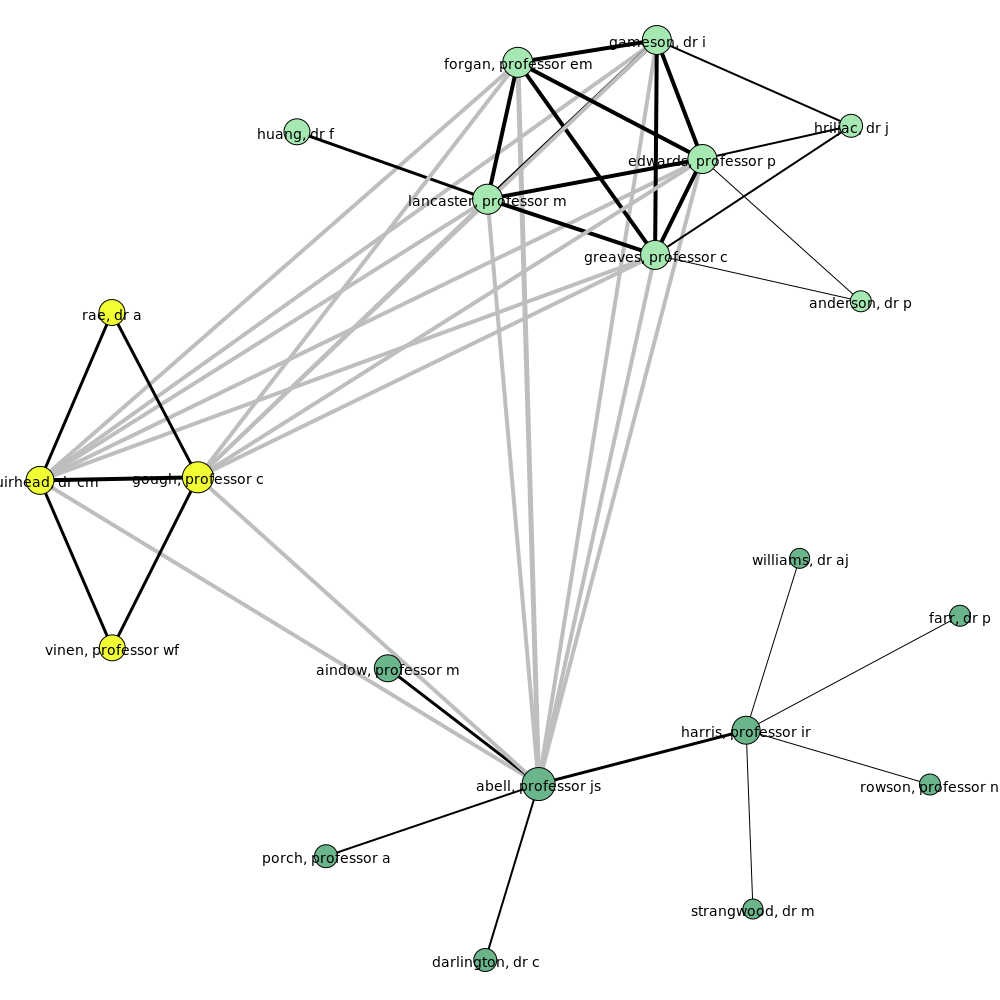 gameson, dr i
forgan, professor em
hrillac, dr j
huang, dr f
edwards, professor p
lancaster, professor m
greaves, professor c
anderson, dr p
rae, dr a
uirhead, dr cm
gough, professor c
williams, dr aj
farr, dr p
vinen, professor wf
aindow, professor m
harris, professor ir
abell, professor js
rowson, professor n
porch, professor a
strangwood, dr m
darlington, dr c